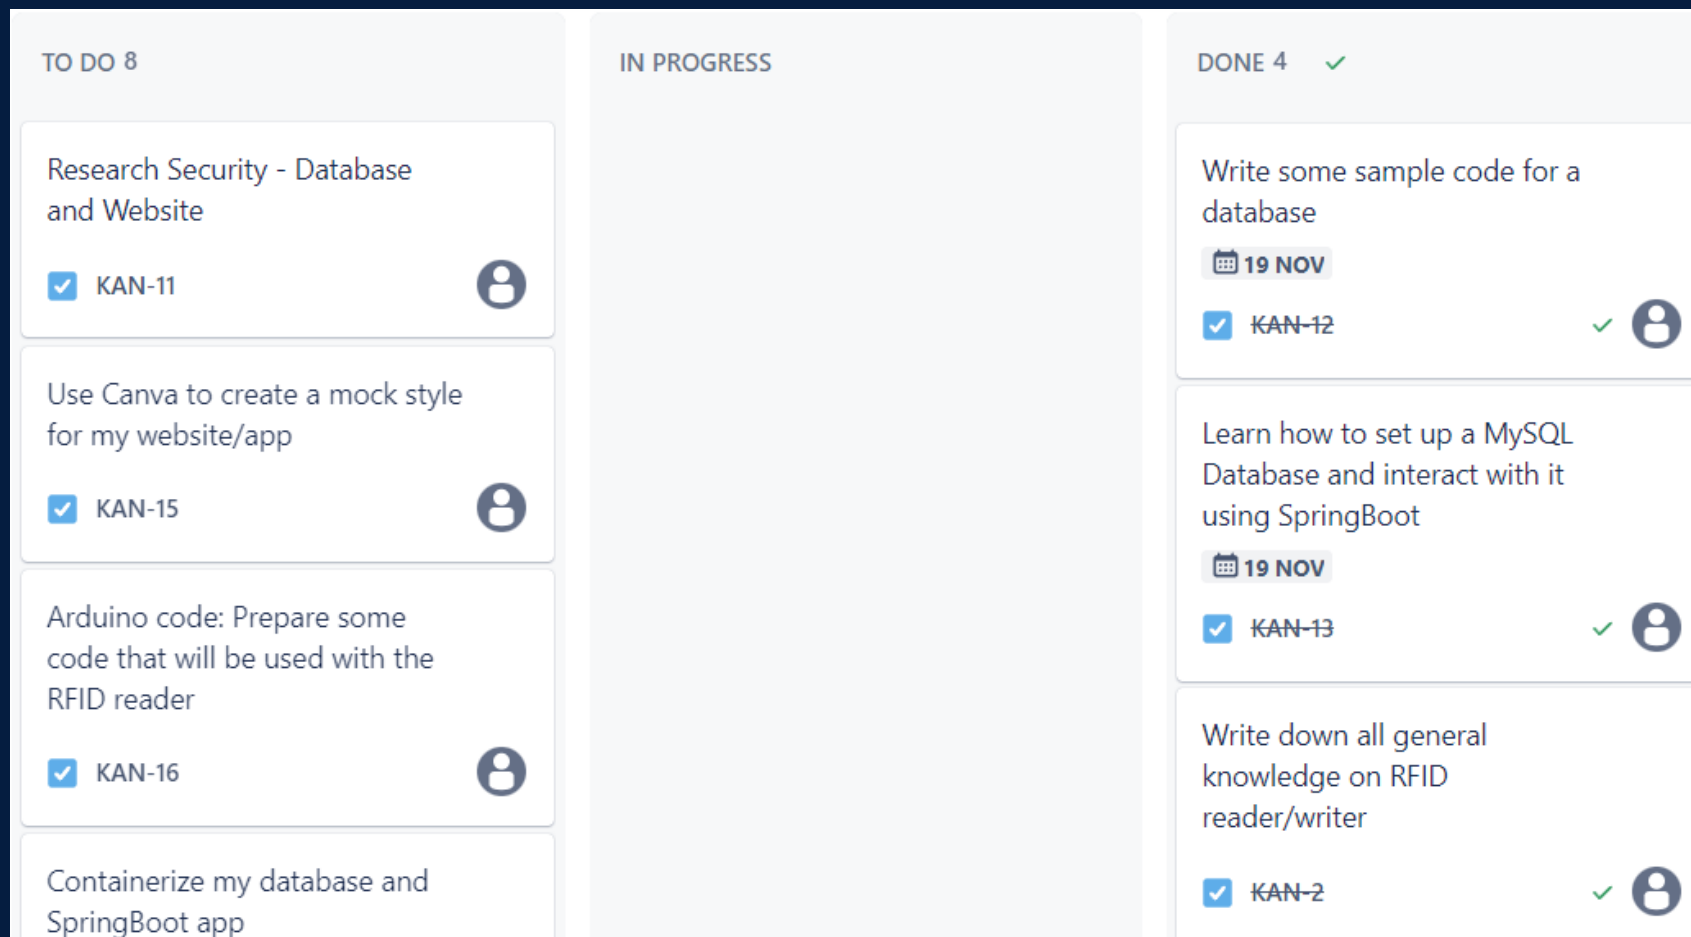 TO DO 8
Research Security - Database
and Website
KAN-11
Use Canva to create a mock style
for my website/app
KAN-15
Arduino code: Prepare some
code that will be used with the
RFID reader
KAN-16
Containerize my database and
SpringBoot app
IN PROGRESS
DONE 4
Write some sample code for a
database
19 NOV
KAN-12
Learn how to set up a MySQL
Database and interact with it
using SpringBoot
19 NOV
KAN-13
Write down all general
knowledge on RFID
reader/writer
KAN-2